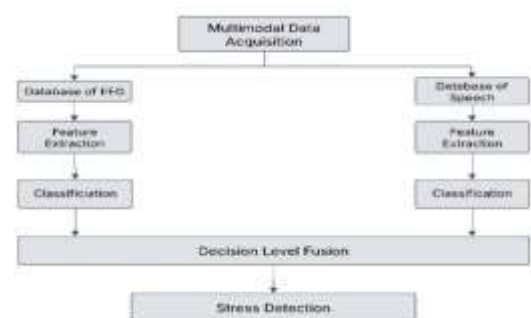 Multimodal Data
Acquisition
Database of EEG
Database of
Speech
Feature
Extraction
Feature
Extraction
Classification
Classification
Decision Level Fusion
Stress Detection